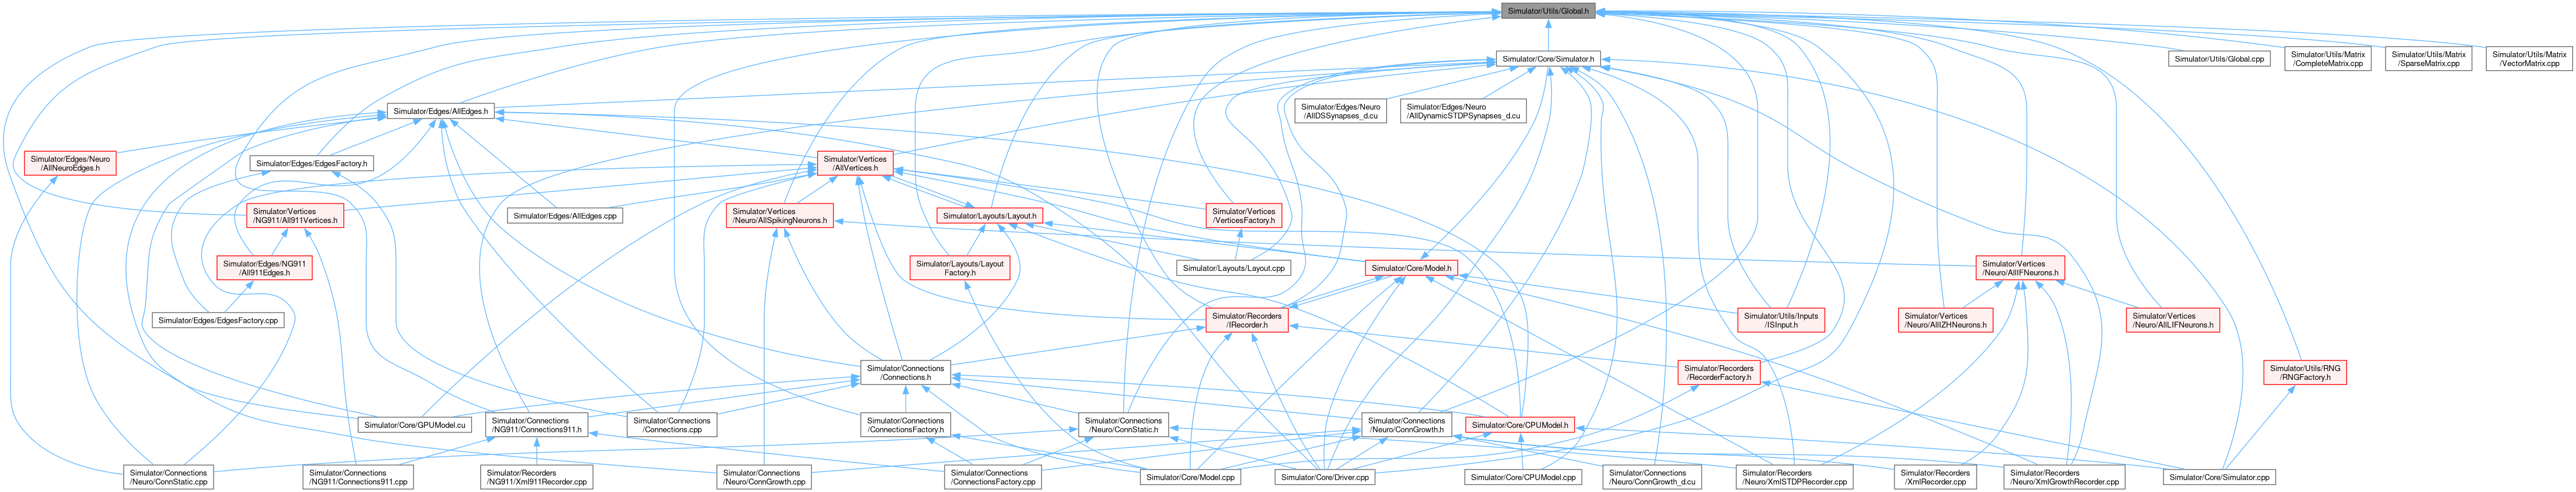 Simulator/Utils/Global.h
Simulator/Core/Simulator.h
Simulator/Utils/Global.cpp
Simulator/Utils/Matrix
/CompleteMatrix.cpp
Simulator/Utils/Matrix
/SparseMatrix.cpp
Simulator/Utils/Matrix
/VectorMatrix.cpp
Simulator/Edges/AllEdges.h
Simulator/Edges/Neuro
/AllDSSynapses_d.cu
Simulator/Edges/Neuro
/AllDynamicSTDPSynapses_d.cu
Simulator/Edges/Neuro
/AllNeuroEdges.h
Simulator/Edges/EdgesFactory.h
Simulator/Vertices
/AllVertices.h
Simulator/Vertices
/NG911/All911Vertices.h
Simulator/Edges/AllEdges.cpp
Simulator/Vertices
/Neuro/AllSpikingNeurons.h
Simulator/Layouts/Layout.h
Simulator/Vertices
/VerticesFactory.h
Simulator/Edges/NG911
/All911Edges.h
Simulator/Layouts/Layout
Factory.h
Simulator/Layouts/Layout.cpp
Simulator/Core/Model.h
Simulator/Vertices
/Neuro/AllIFNeurons.h
Simulator/Edges/EdgesFactory.cpp
Simulator/Recorders
/IRecorder.h
Simulator/Utils/Inputs
/ISInput.h
Simulator/Vertices
/Neuro/AllIZHNeurons.h
Simulator/Vertices
/Neuro/AllLIFNeurons.h
Simulator/Connections
/Connections.h
Simulator/Recorders
/RecorderFactory.h
Simulator/Utils/RNG
/RNGFactory.h
Simulator/Core/GPUModel.cu
Simulator/Connections
/NG911/Connections911.h
Simulator/Connections
/Connections.cpp
Simulator/Connections
/ConnectionsFactory.h
Simulator/Connections
/Neuro/ConnStatic.h
Simulator/Connections
/Neuro/ConnGrowth.h
Simulator/Core/CPUModel.h
Simulator/Connections
/Neuro/ConnStatic.cpp
Simulator/Connections
/NG911/Connections911.cpp
Simulator/Recorders
/NG911/Xml911Recorder.cpp
Simulator/Connections
/Neuro/ConnGrowth.cpp
Simulator/Connections
/ConnectionsFactory.cpp
Simulator/Core/Model.cpp
Simulator/Core/Driver.cpp
Simulator/Core/CPUModel.cpp
Simulator/Connections
/Neuro/ConnGrowth_d.cu
Simulator/Recorders
/Neuro/XmlSTDPRecorder.cpp
Simulator/Recorders
/XmlRecorder.cpp
Simulator/Recorders
/Neuro/XmlGrowthRecorder.cpp
Simulator/Core/Simulator.cpp